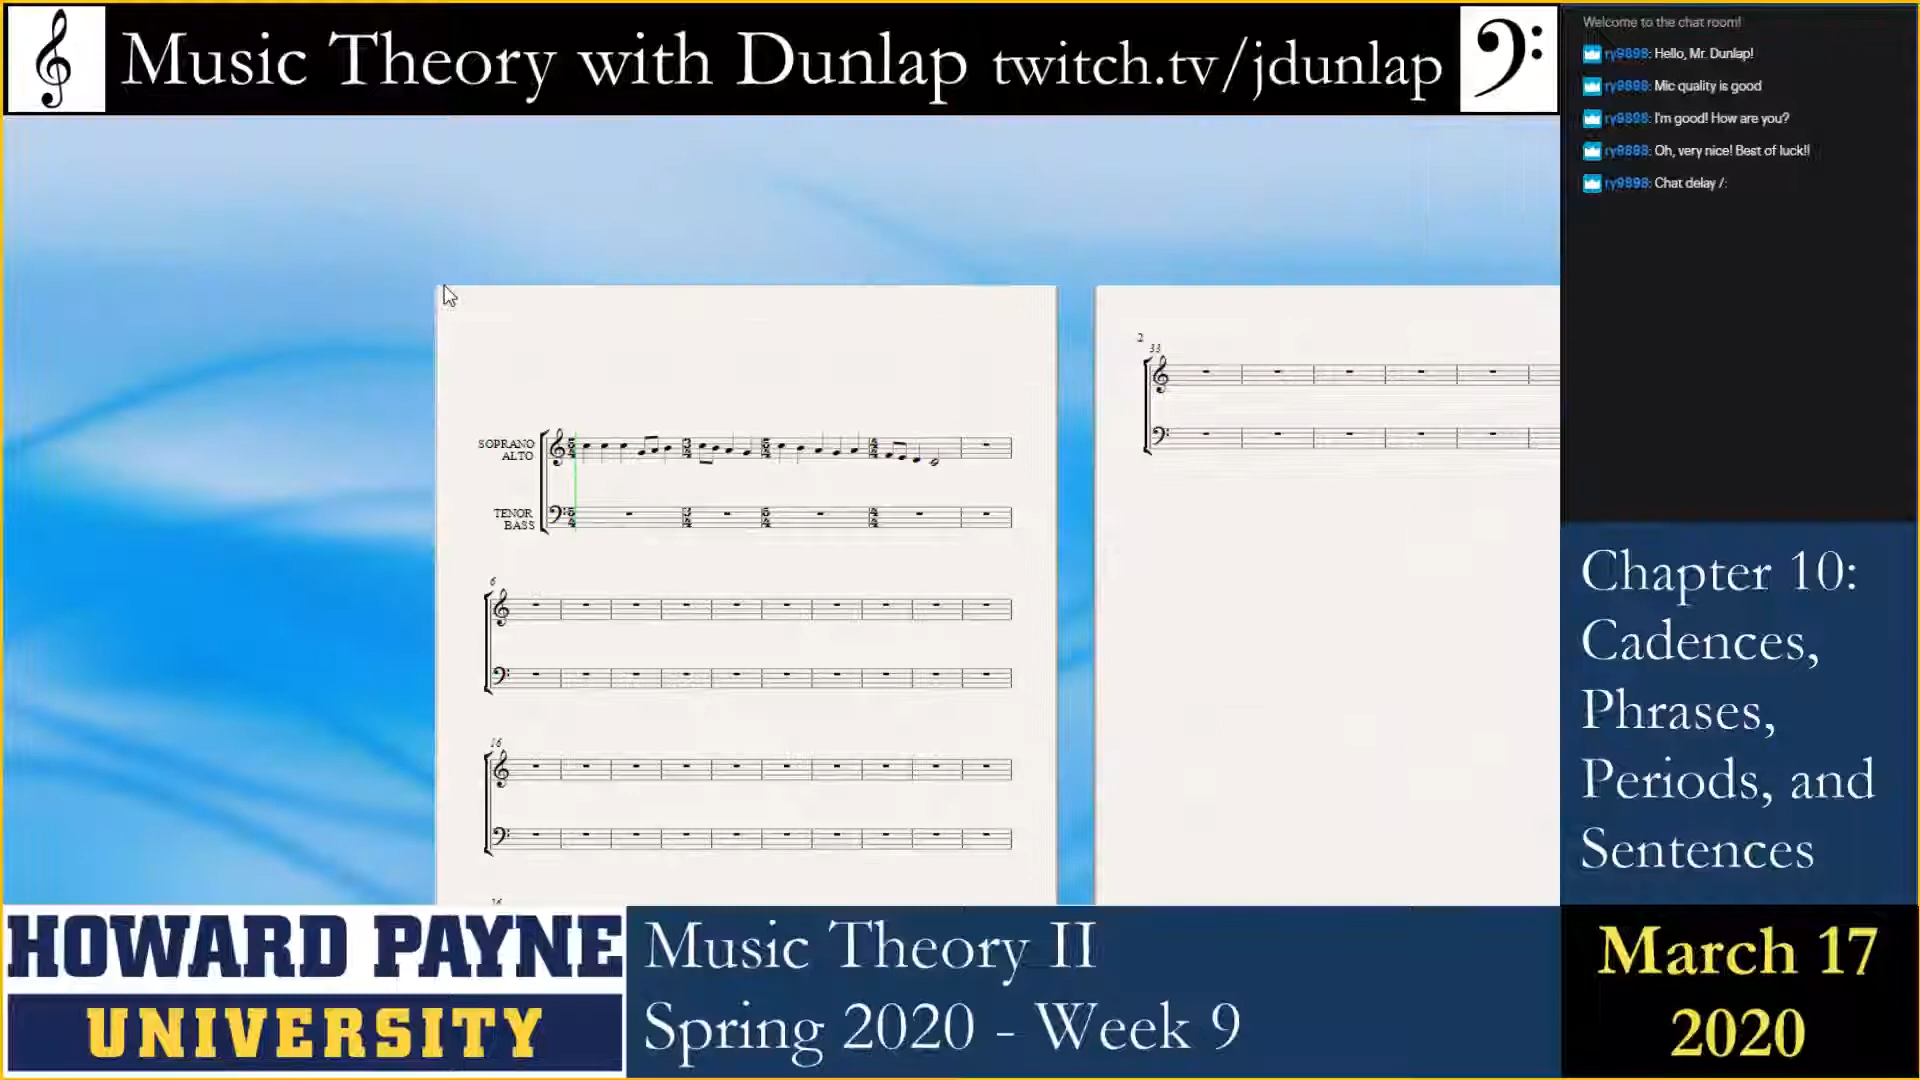 Music Theory with Dunlap twitch.tv/jdunlap
Welcome to the chat room!
ry9898: Hello, Mr. Dunlap!
ry9898: Mic quality is good
ry9898: I'm good! How are you?
ry9898: Oh, very nice! Best of luck!!
ry9898: Chat delay /:
SOPRANO
ALTO
TENOR
BASS
6
16
2
33
Chapter 10:
Cadences,
Phrases,
Periods, and
Sentences
HOWARD PAYNE
UNIVERSITY
Music Theory II
Spring 2020 - Week 9
March 17
2020